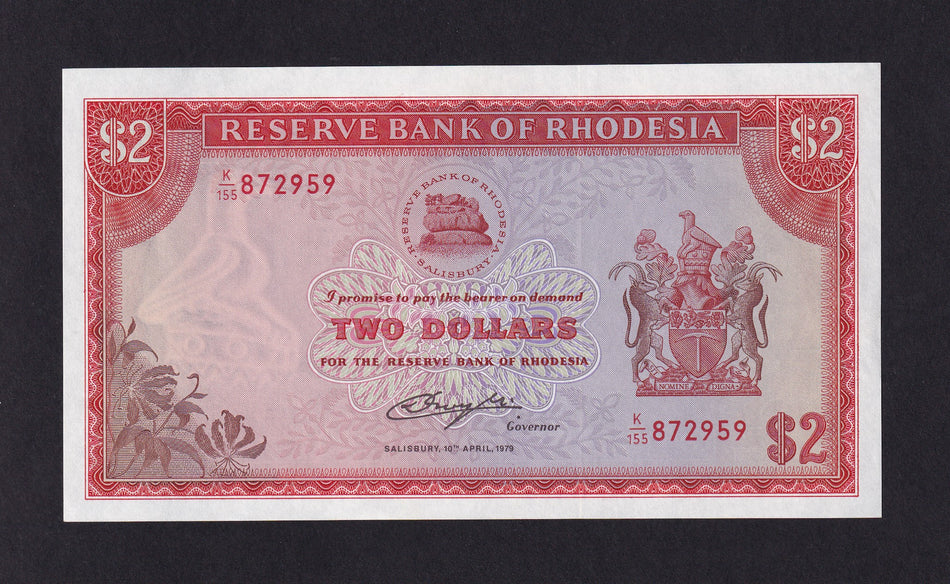 $2
RESERVE BANK OF RHODESIA
$2
K/155 872959
RESERVE BANK OF RHODESIA
SALISBURY
I promise to pay the bearer on demand
TWO DOLLARS
FOR THE RESERVE BANK OF RHODESIA
Governor
SALISBURY, 10TH APRIL, 1979
NOMINE DIGNA
K/155 872959
$2